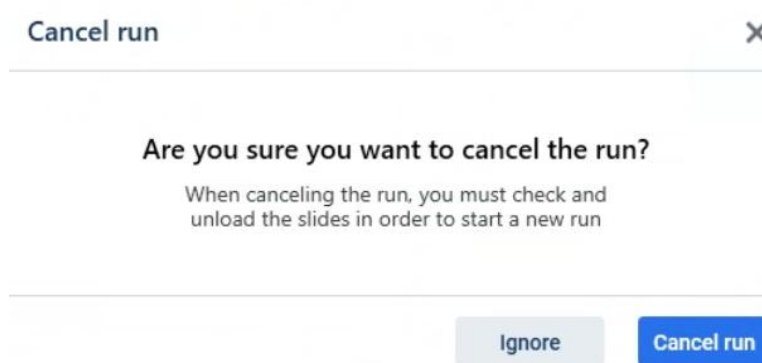 Cancel run
Are you sure you want to cancel the run?
When canceling the run, you must check and
unload the slides in order to start a new run
Ignore
Cancel run